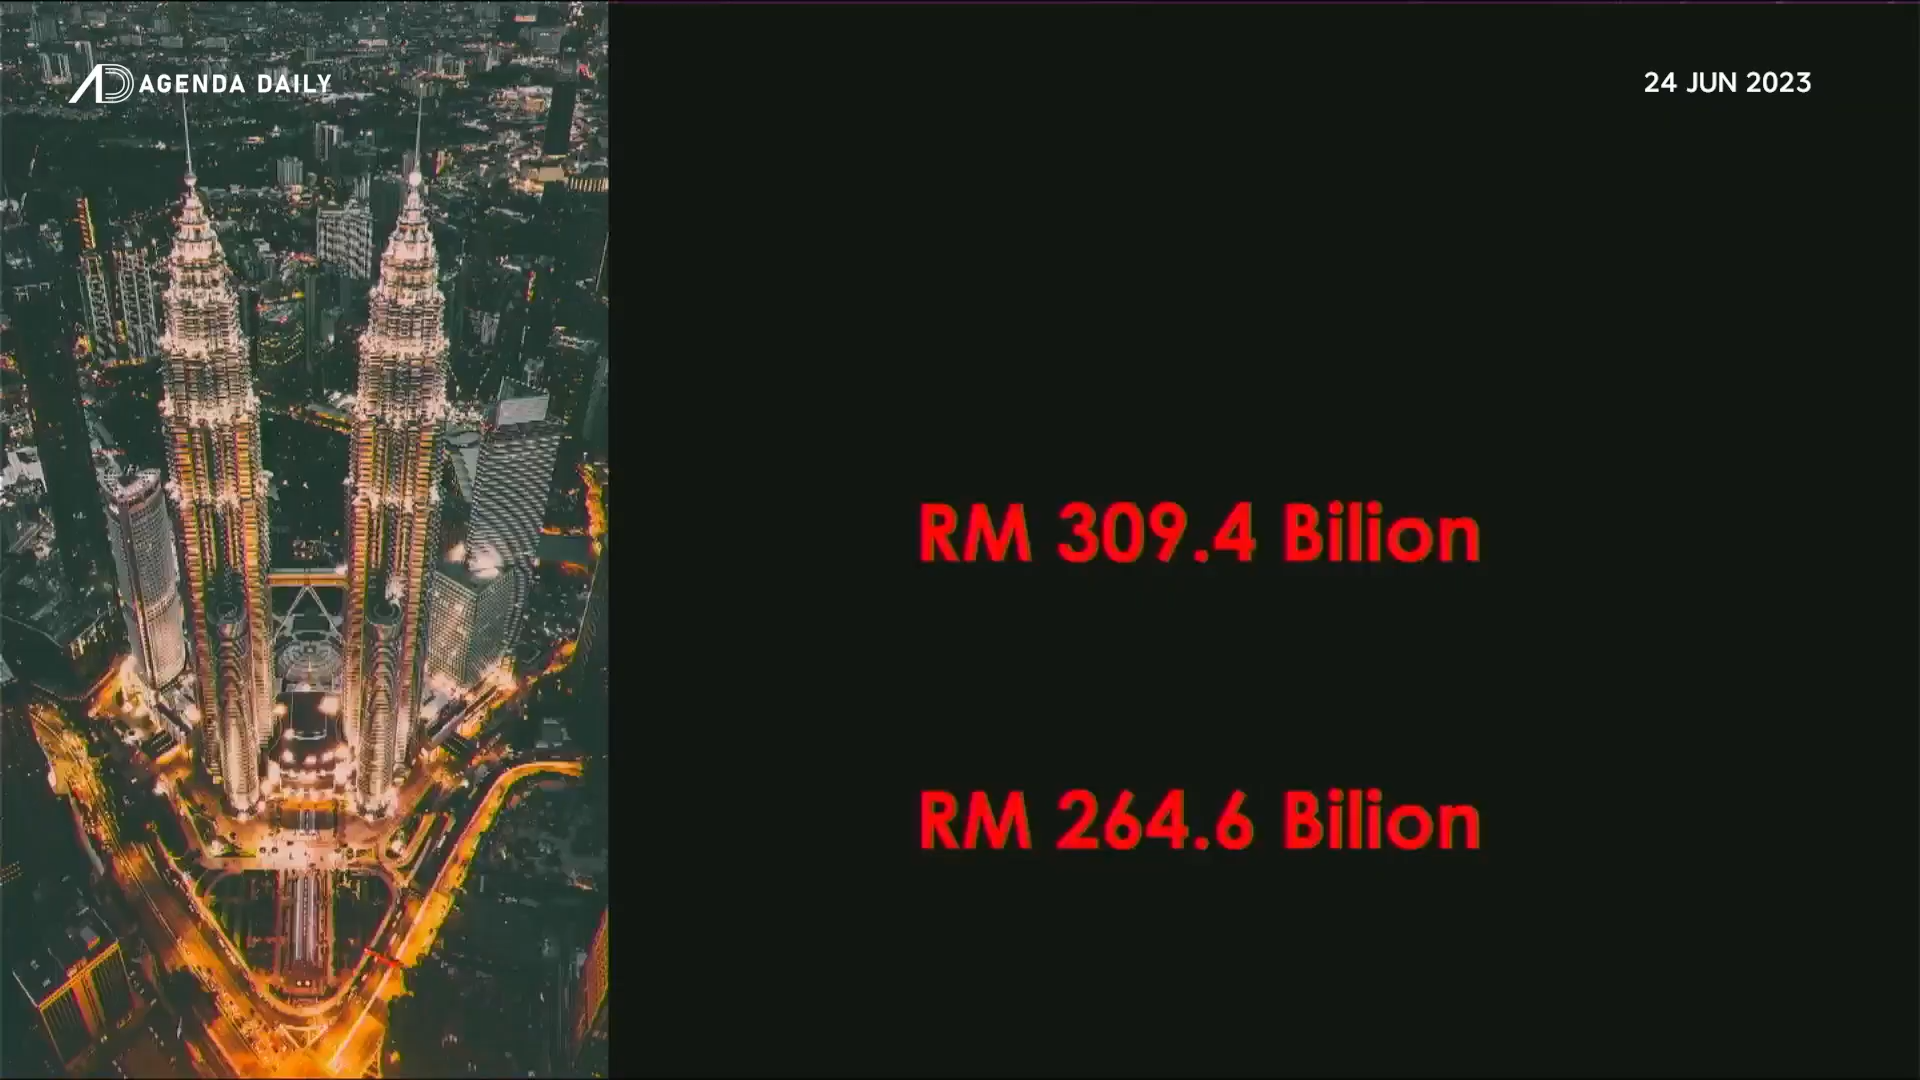 AGENDA DAILY
24 JUN 2023
RM 309.4 Bilion
RM 264.6 Bilion